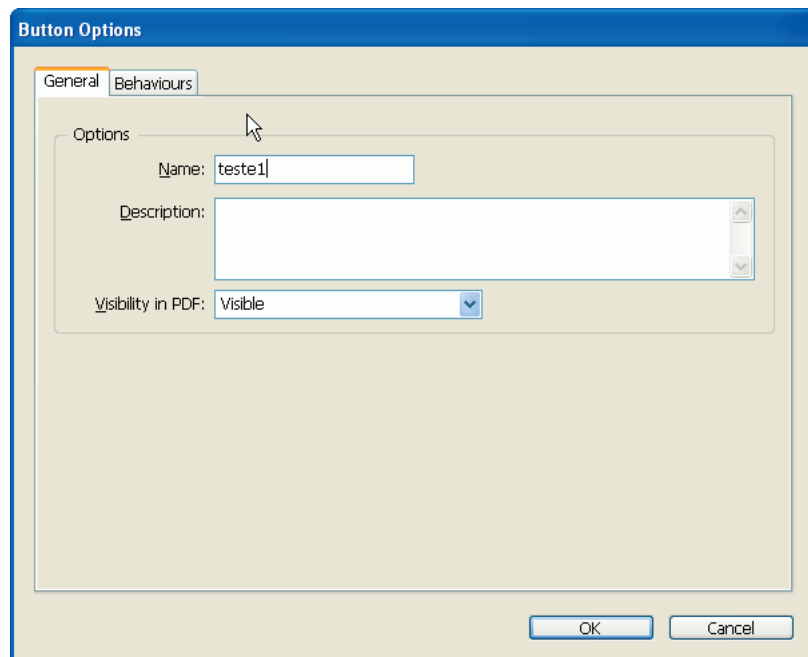 Button Options
General Behaviours
Options
Name: teste1
Description:
Visibility in PDF: Visible
OK Cancel